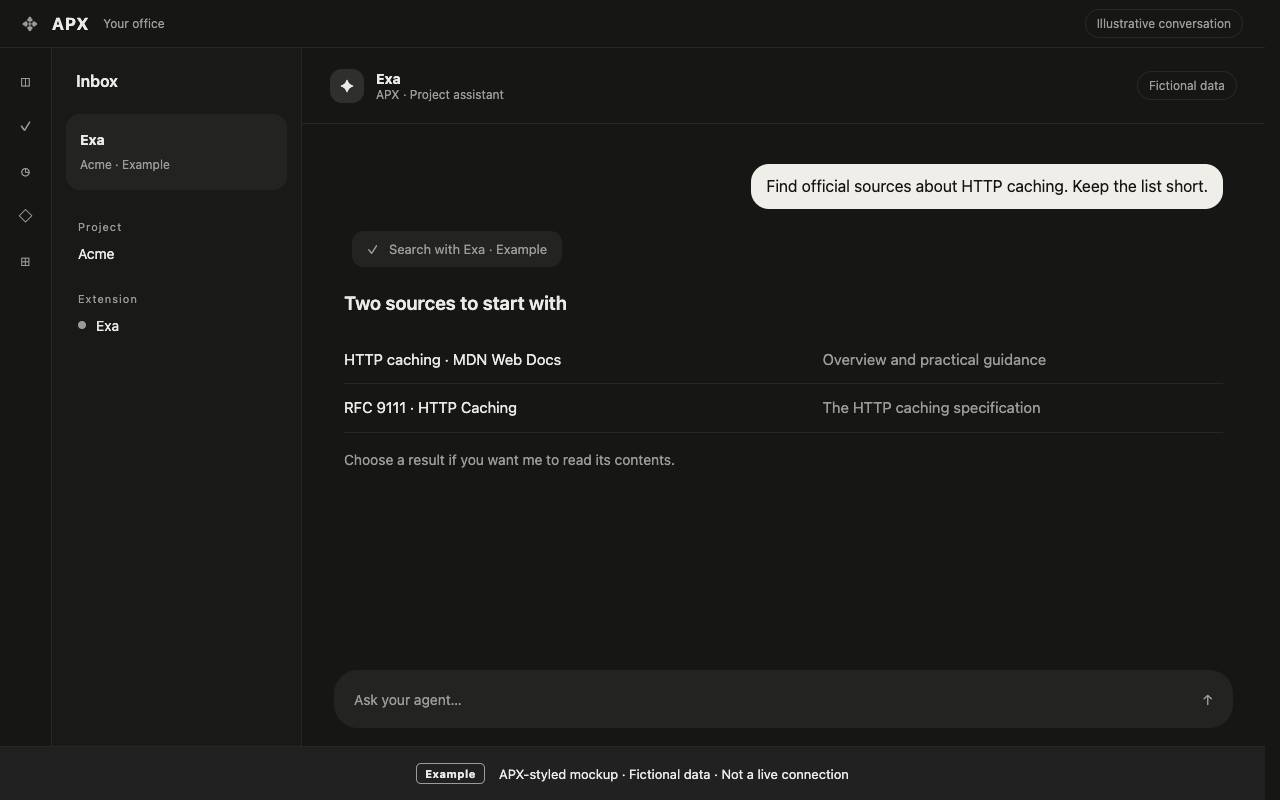 APX Your office
Illustrative conversation
Inbox
Exa
Acme · Example
Project
Acme
Extension
Exa
Exa
APX · Project assistant
Fictional data
Find official sources about HTTP caching. Keep the list short.
Search with Exa · Example
Two sources to start with
HTTP caching · MDN Web Docs Overview and practical guidance
RFC 9111 · HTTP Caching The HTTP caching specification
Choose a result if you want me to read its contents.
Ask your agent...
Example APX-styled mockup · Fictional data · Not a live connection